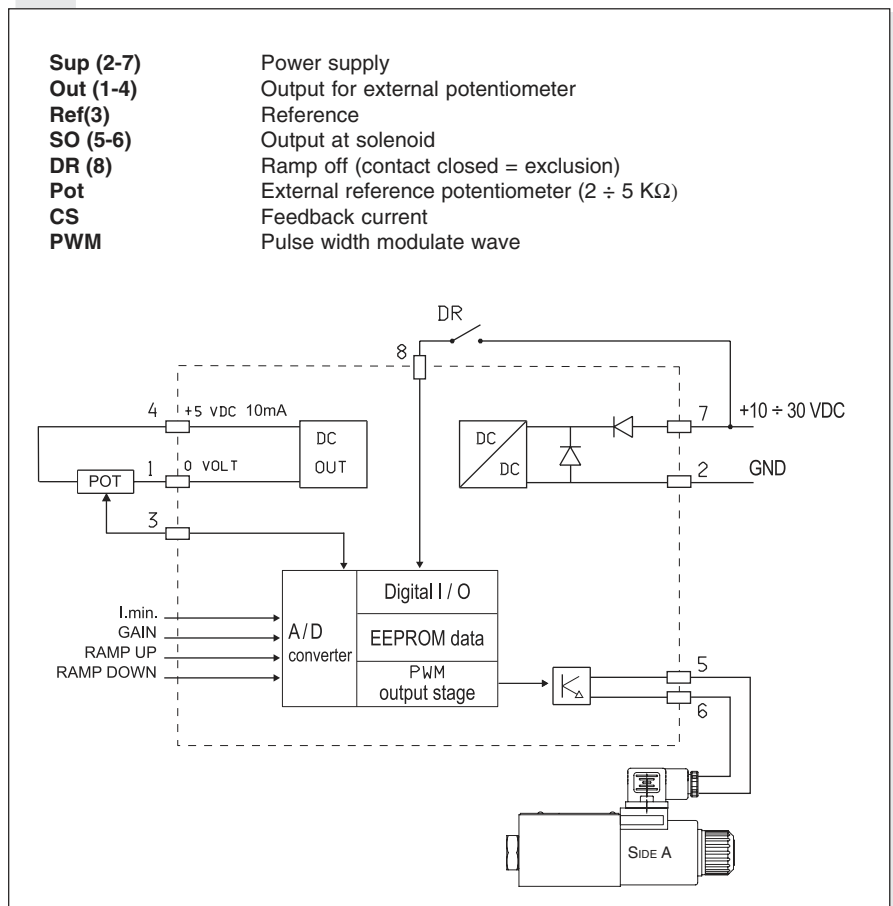 Sup (2-7) Power supply
Out (1-4) Output for external potentiometer
Ref(3) Reference
SO (5-6) Output at solenoid
DR (8) Ramp off (contact closed = exclusion)
Pot External reference potentiometer (2 ÷ 5 KΩ)
CS Feedback current
PWM Pulse width modulate wave
DR
8
4 +5 VDC 10mA
7 +10 ÷ 30 VDC
DC
OUT
DC
DC
1 0 VOLT
2 GND
POT
3
Digital I / O
I.min.
GAIN
RAMP UP
RAMP DOWN
A/D
converter
EEPROM data
PWM
output stage
5
6
SIDE A